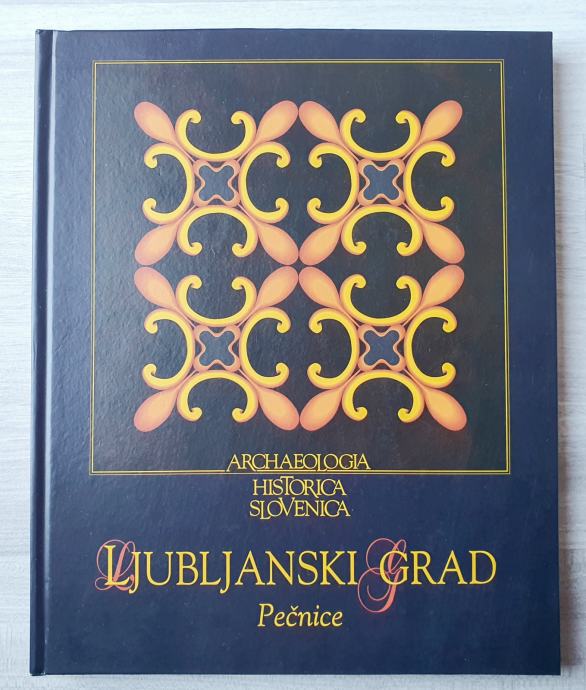 ARCHAEOLOGIA
HISTORICA
SLOVENICA
LJUBLJANSKI GRAD
Pečnice